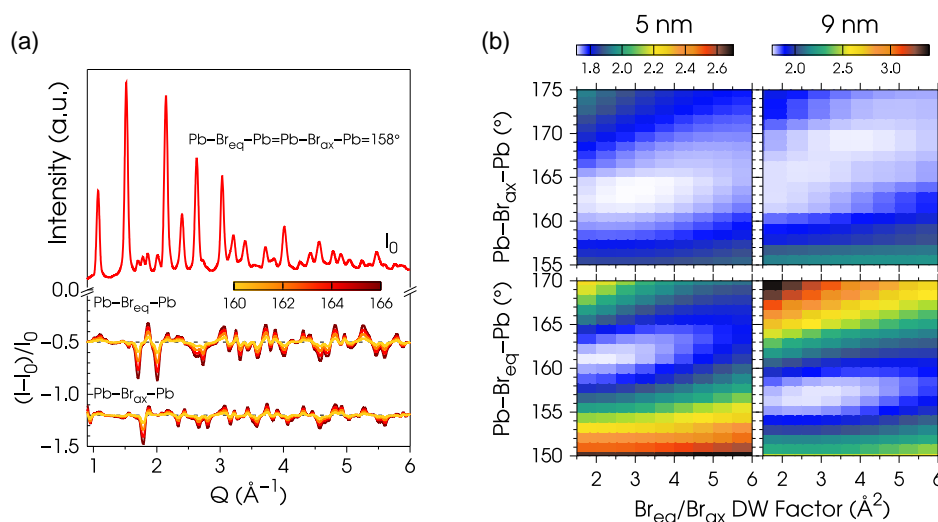 (a)
Intensity (a.u.)
Pb–Br_eq–Pb=Pb–Br_ax–Pb=158°
I_0
0.0
160 162 164 166
Pb–Br_eq–Pb
(I–I_0)/I_0
−0.5
−1.0
Pb–Br_ax–Pb
−1.5
1 2 3 4 5 6
Q (Å⁻¹)
(b)
5 nm 9 nm
1.8 2.0 2.2 2.4 2.6 2.0 2.5 3.0
Pb–Br_ax–Pb (°)
175
170
165
160
155
Pb–Br_eq–Pb (°)
170
165
160
155
150
2 3 4 5 6 2 3 4 5 6
Br_eq/Br_ax DW Factor (Å²)